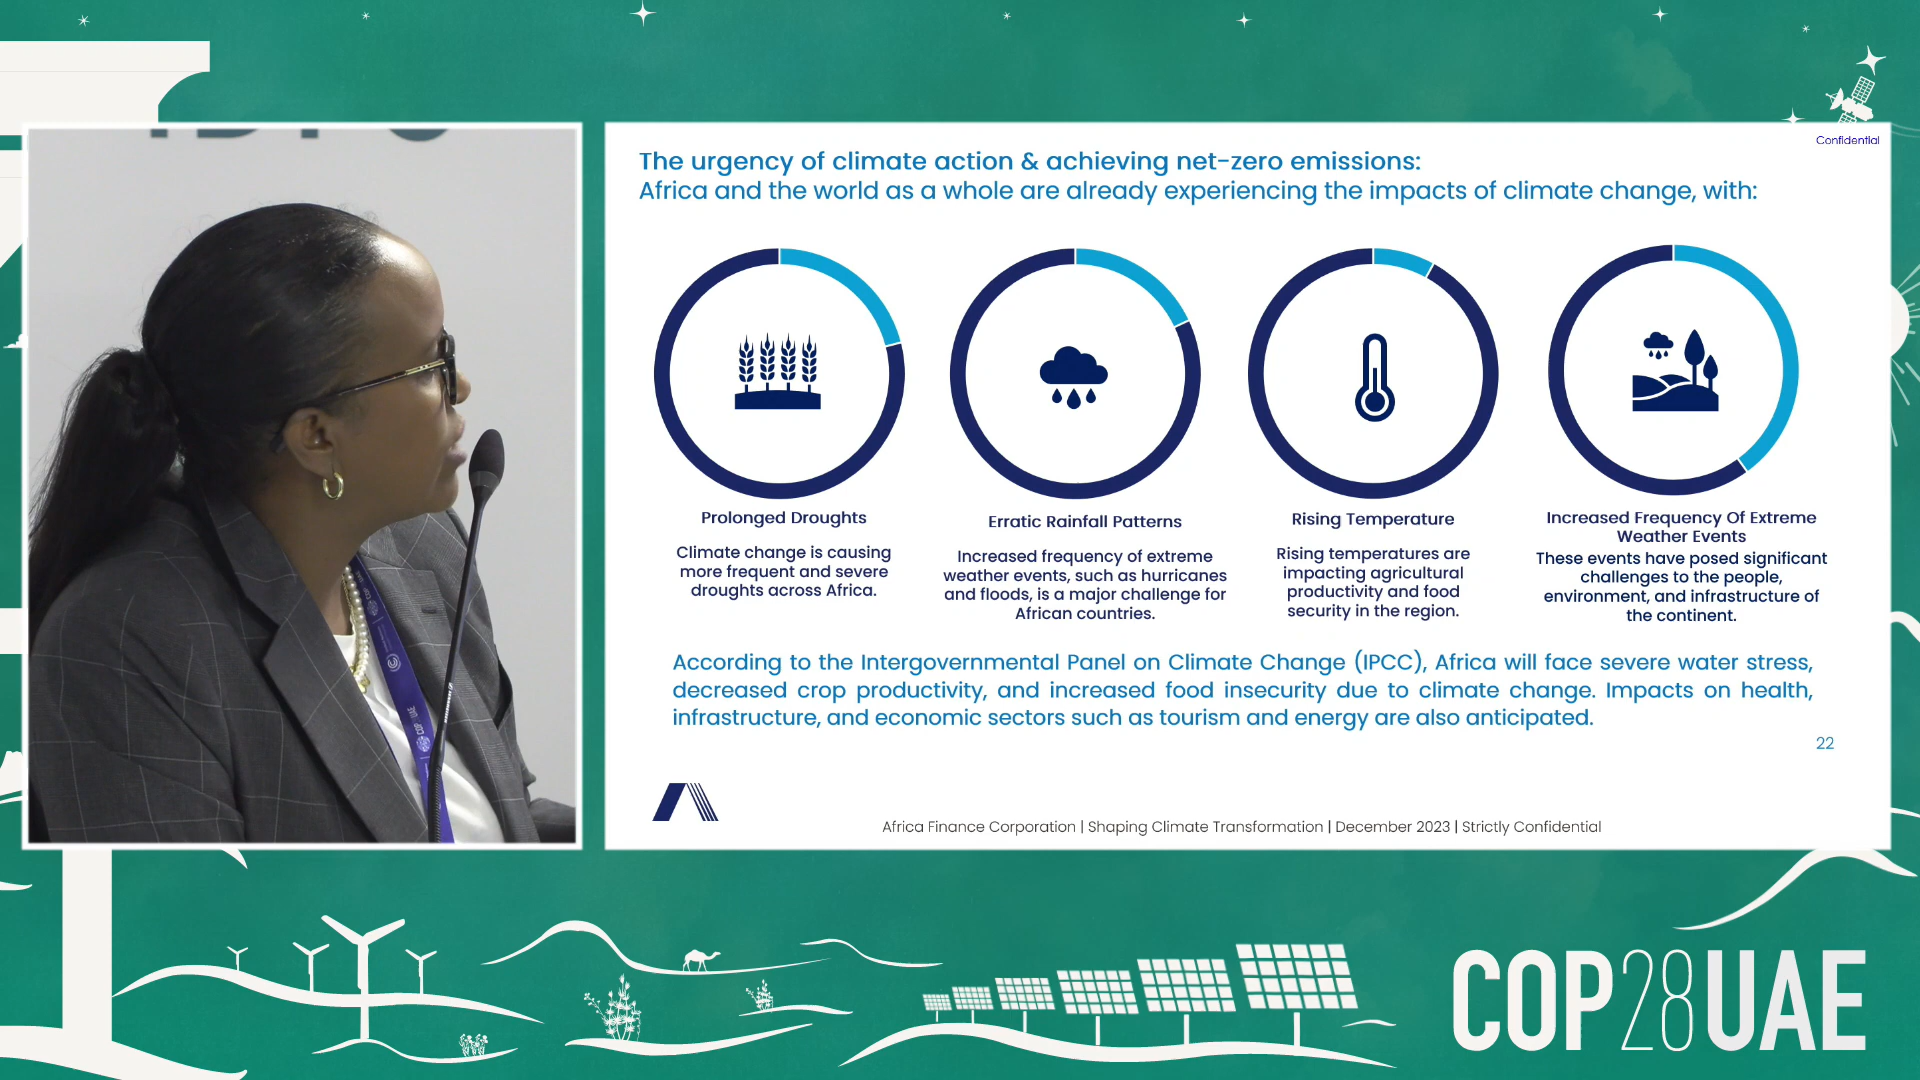 Confidential
The urgency of climate action & achieving net-zero emissions:
Africa and the world as a whole are already experiencing the impacts of climate change, with:
Prolonged Droughts
Climate change is causing
more frequent and severe
droughts across Africa.
Erratic Rainfall Patterns
Increased frequency of extreme
weather events, such as hurricanes
and floods, is a major challenge for
African countries.
Rising Temperature
Rising temperatures are
impacting agricultural
productivity and food
security in the region.
Increased Frequency Of Extreme
Weather Events
These events have posed significant
challenges to the people,
environment, and infrastructure of
the continent.
According to the Intergovernmental Panel on Climate Change (IPCC), Africa will face severe water stress,
decreased crop productivity, and increased food insecurity due to climate change. Impacts on health,
infrastructure, and economic sectors such as tourism and energy are also anticipated.
22
Africa Finance Corporation | Shaping Climate Transformation | December 2023 | Strictly Confidential
COP28UAE